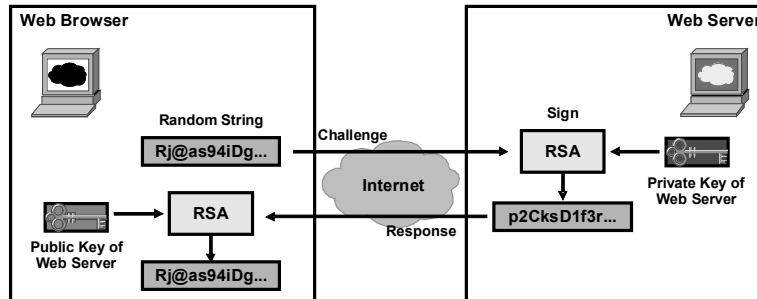 Web Browser
Web Server
Random String
Rj@as94iDg...
Challenge
Sign
RSA
Private Key of
Web Server
Internet
p2CksD1f3r...
Response
RSA
Public Key of
Web Server
Rj@as94iDg...